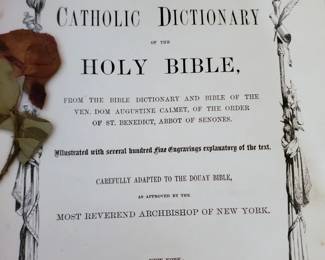 CATHOLIC DICTIONARY
OF THE
HOLY BIBLE,
FROM THE BIBLE DICTIONARY AND BIBLE OF THE
VEN. DOM AUGUSTINE CALMET, OF THE ORDER
OF ST. BENEDICT, ABBOT OF SENONES.
Illustrated with several hundred Fine Engravings explanatory of the text.
CAREFULLY ADAPTED TO THE DOUAY BIBLE,
AS APPROVED BY THE
MOST REVEREND ARCHBISHOP OF NEW YORK.
NEW YORK: